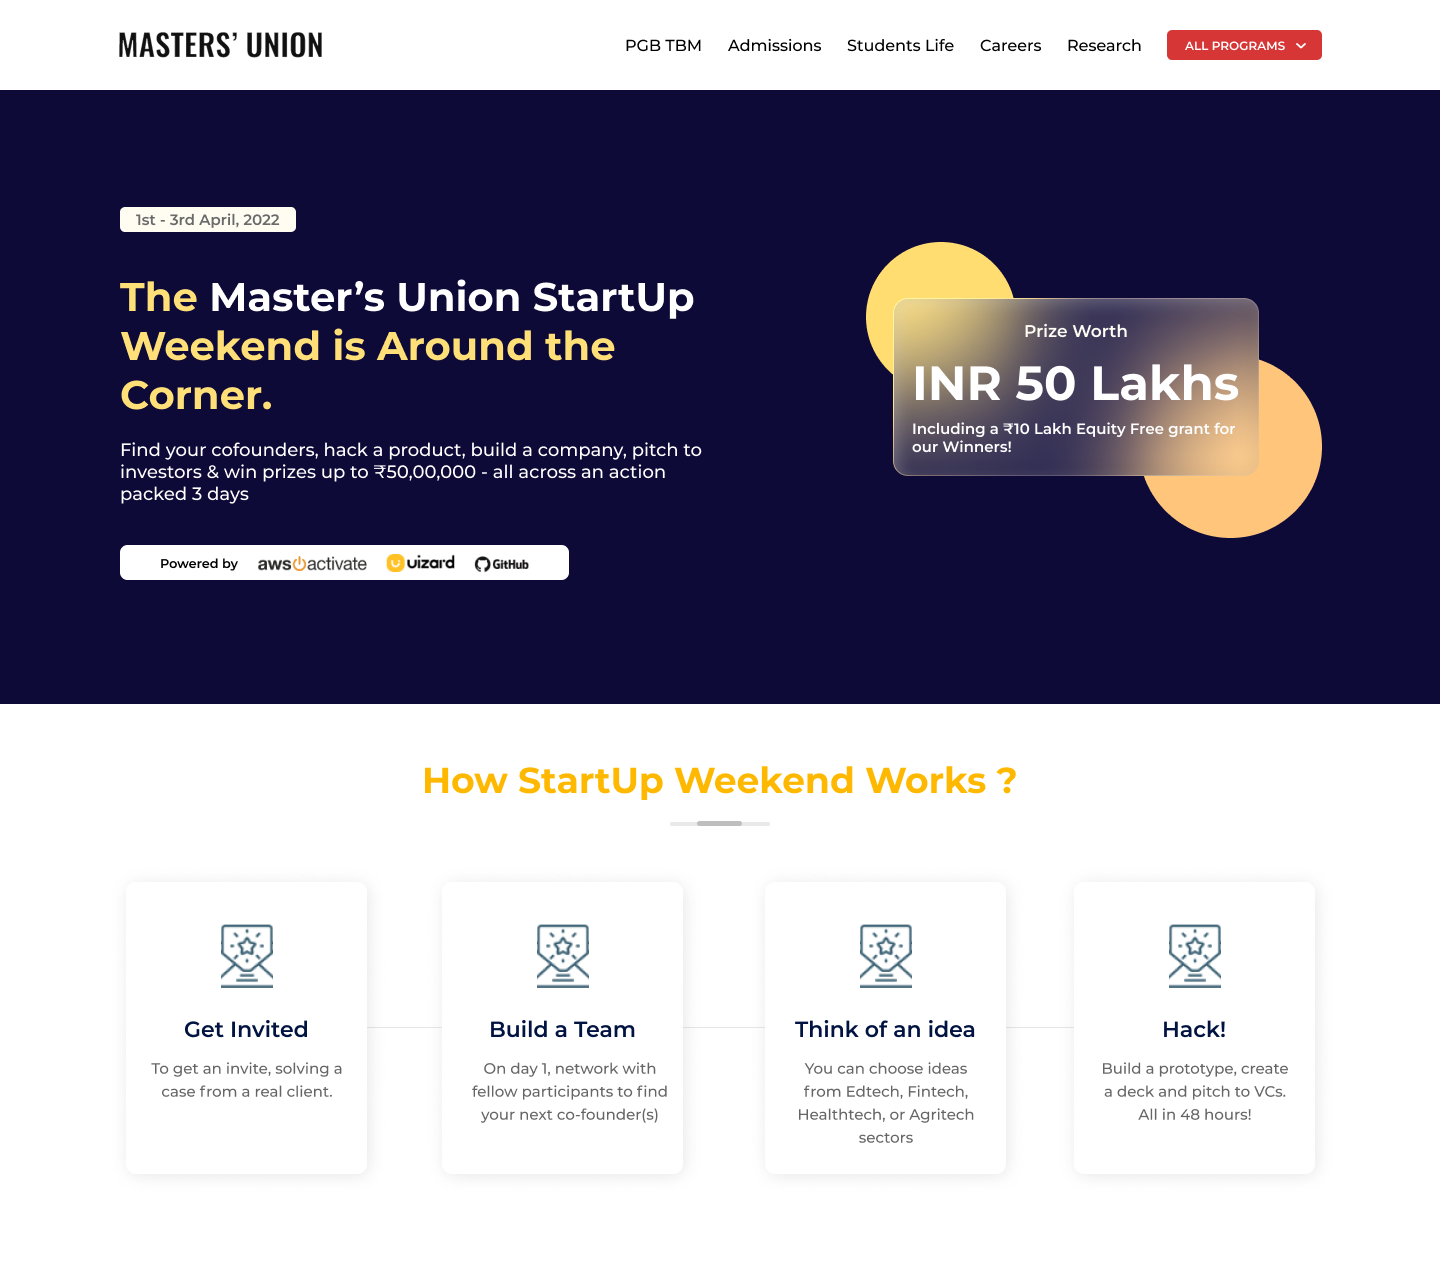 MASTERS' UNION
PGB TBM Admissions Students Life Careers Research ALL PROGRAMS
1st - 3rd April, 2022
The Master's Union StartUp
Weekend is Around the
Corner.
Find your cofounders, hack a product, build a company, pitch to
investors & win prizes up to ₹50,00,000 - all across an action
packed 3 days
Powered by aws activate uizard GitHub
Prize Worth
INR 50 Lakhs
Including a ₹10 Lakh Equity Free grant for
our Winners!
How StartUp Weekend Works ?
Get Invited
To get an invite, solving a
case from a real client.
Build a Team
On day 1, network with
fellow participants to find
your next co-founder(s)
Think of an idea
You can choose ideas
from Edtech, Fintech,
Healthtech, or Agritech
sectors
Hack!
Build a prototype, create
a deck and pitch to VCs.
All in 48 hours!